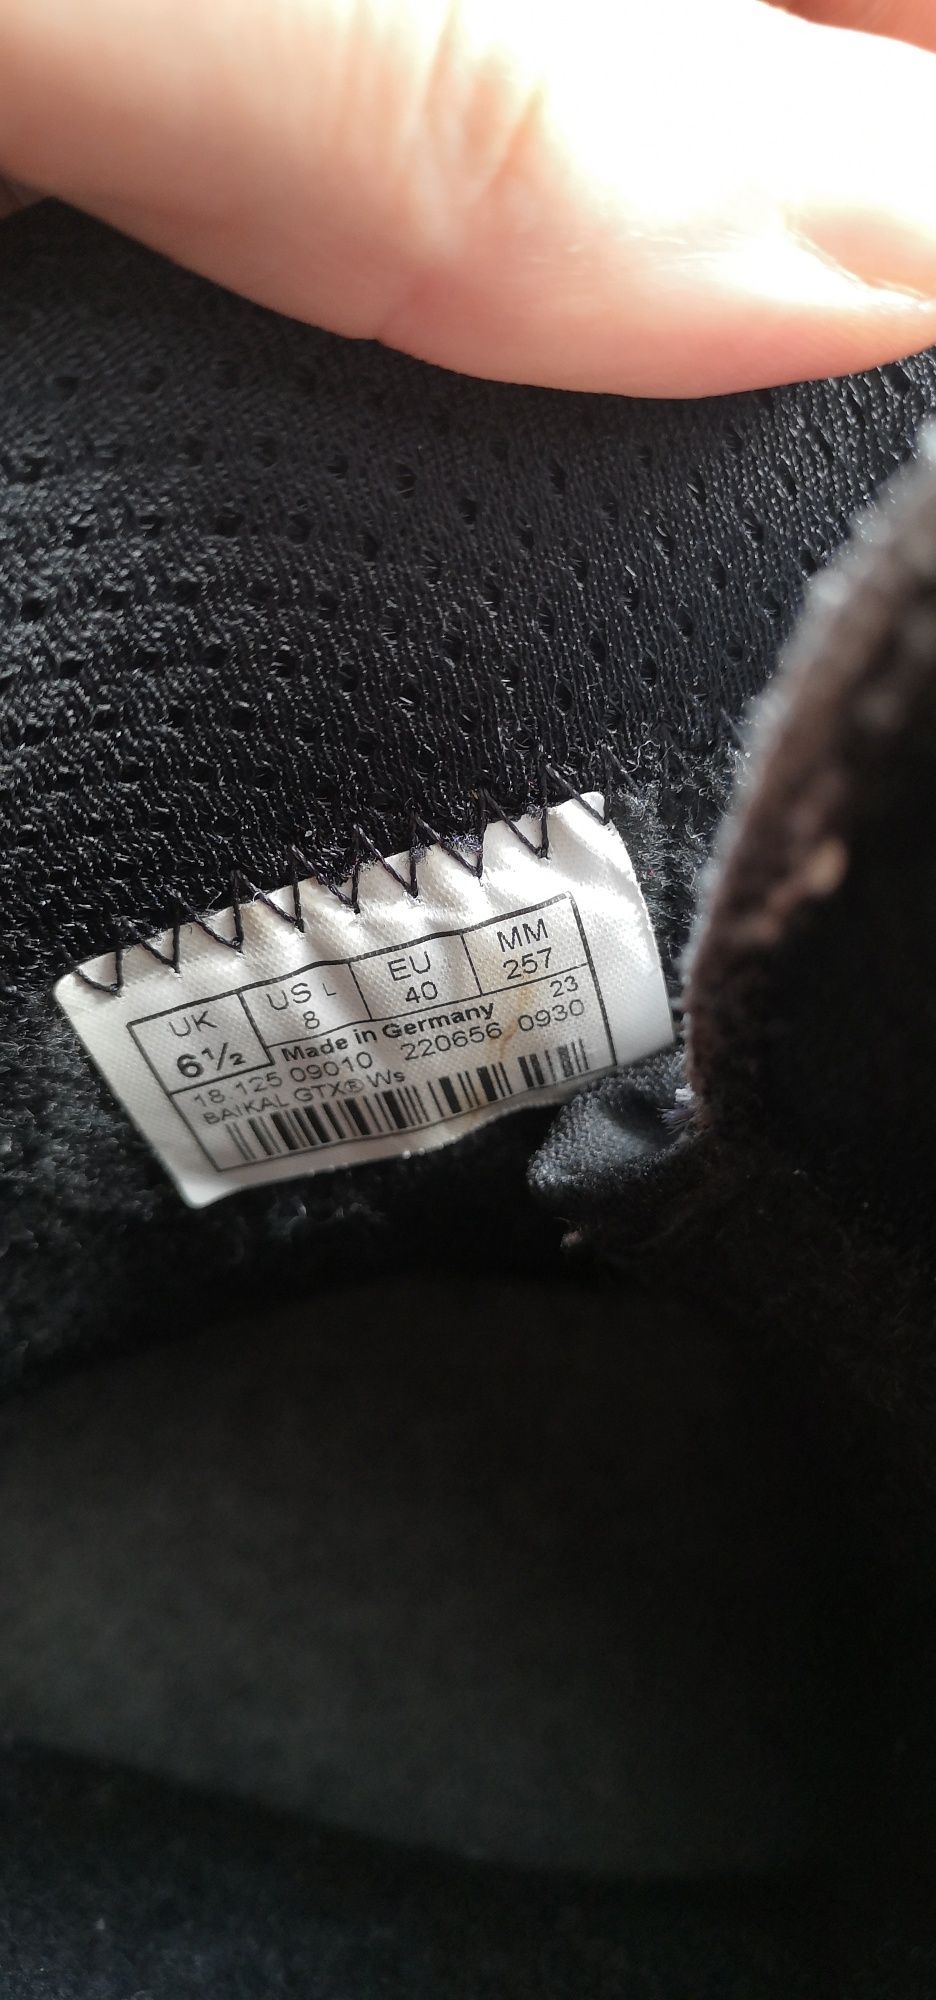 UK US L EU MM
6½ 8 40 257
Made in Germany 23
18 125 09010 220656 0930
BAIKAL GTX® Ws